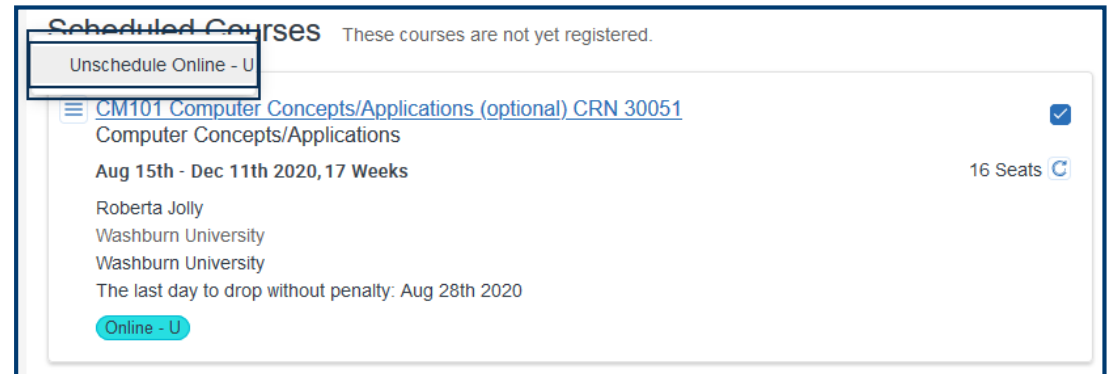 Scheduled Courses These courses are not yet registered.
Unschedule Online - U
CM101 Computer Concepts/Applications (optional) CRN 30051
Computer Concepts/Applications
Aug 15th - Dec 11th 2020, 17 Weeks
16 Seats
Roberta Jolly
Washburn University
Washburn University
The last day to drop without penalty: Aug 28th 2020
Online - U